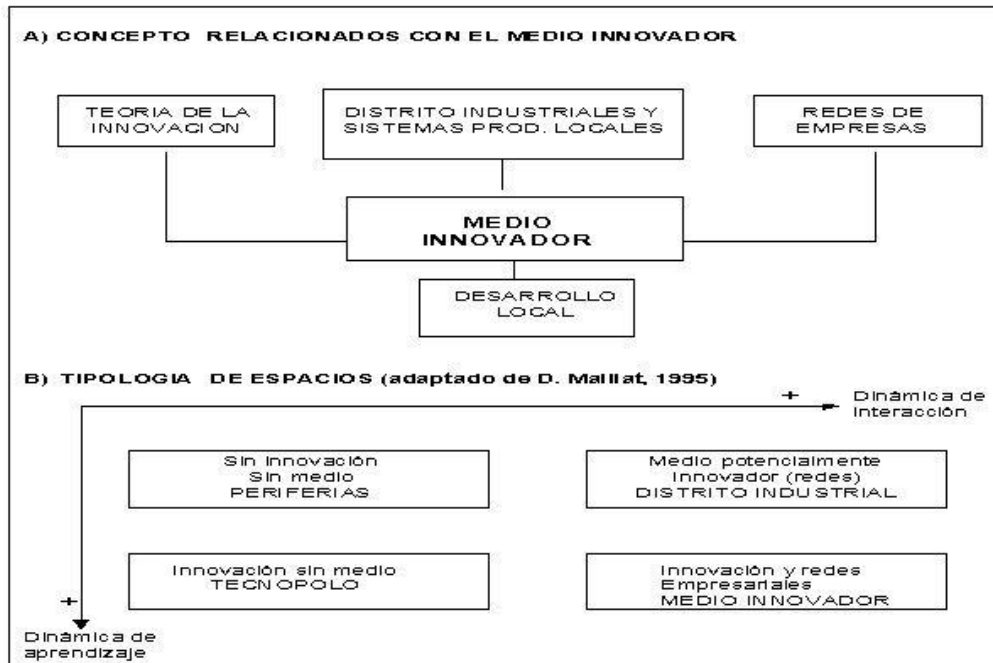 A) CONCEPTO RELACIONADOS CON EL MEDIO INNOVADOR
TEORIA DE LA
INNOVACION
DISTRITO INDUSTRIALES Y
SISTEMAS PROD. LOCALES
REDES DE
EMPRESAS
MEDIO
INNOVADOR
DESARROLLO
LOCAL
B) TIPOLOGIA DE ESPACIOS (adaptado de D. Maillat, 1995)
+
Dinámica de
interacción
Sin innovación
Sin medio
PERIFERIAS
Medio potencialmente
Innovador (redes)
DISTRITO INDUSTRIAL
Innovación sin medio
TECNOPOLO
Innovación y redes
Empresariales
MEDIO INNOVADOR
+
Dinámica de
aprendizaje